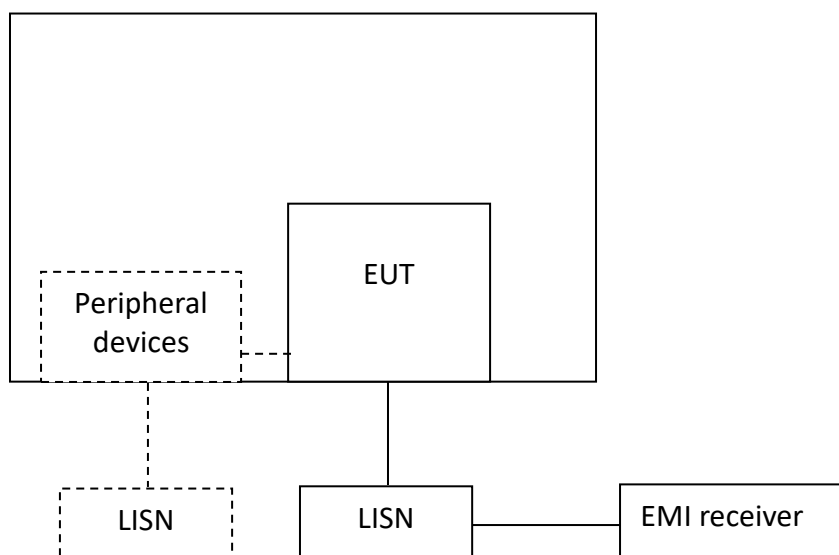 EUT
Peripheral
devices
LISN
LISN
EMI receiver